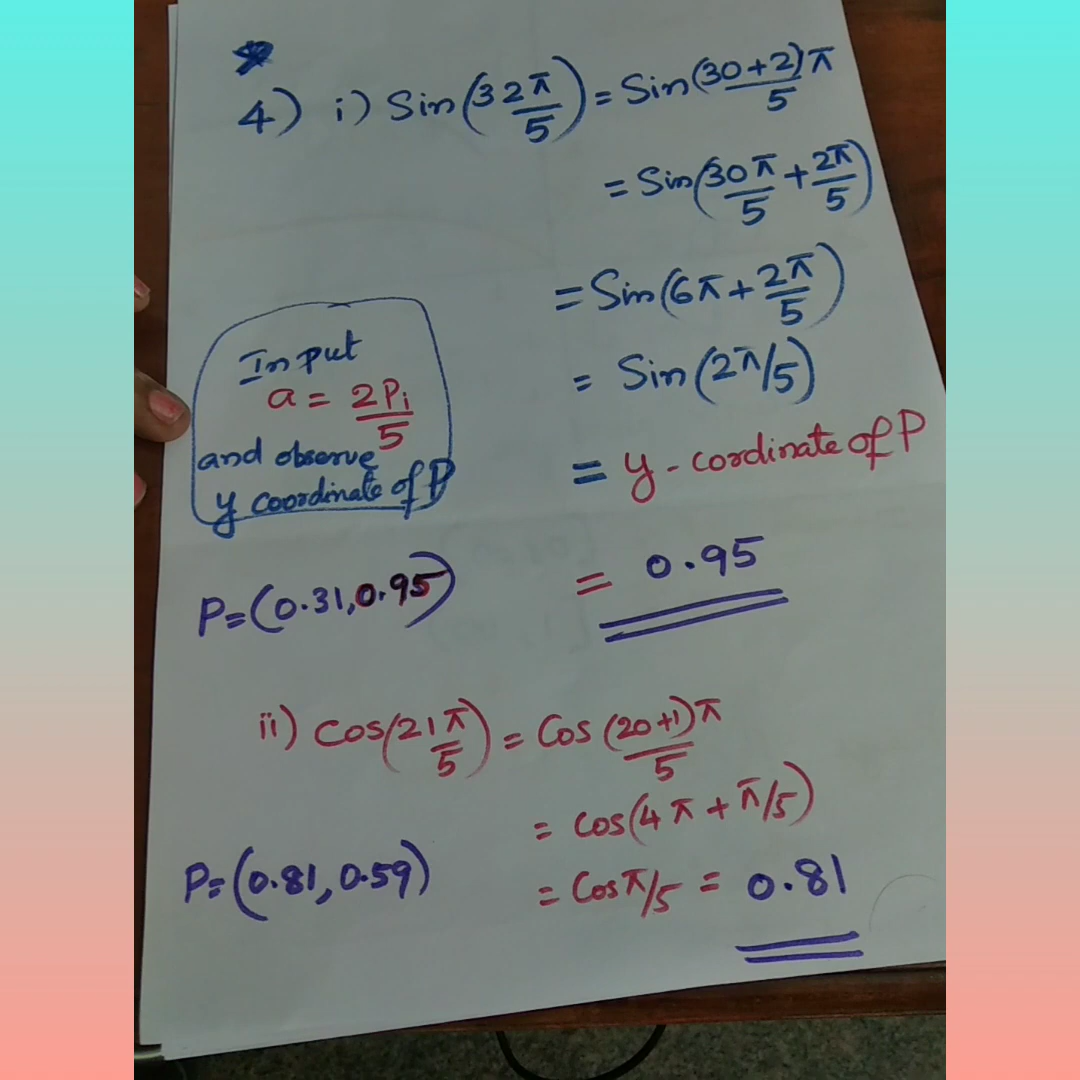 4) i) Sin(32π/5) = Sin(30+2)π/5
= Sin(30π/5 + 2π/5)
= Sin(6π + 2π/5)
= Sin(2π/5)
= y - cordinate of P
= 0.95
Input
a = 2Pi/5
and observe
y coordinate of P
P=(0.31,0.95)
ii) Cos(21π/5) = Cos(20+1)π/5
= Cos(4π + π/5)
= Cosπ/5 = 0.81
P=(0.81, 0.59)